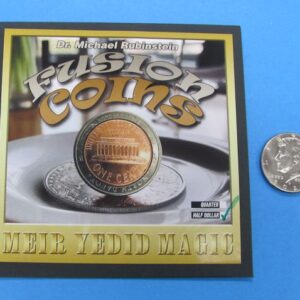 Dr. Michael Rubinstein
FUSION
COINS
ONE CENT
QUARTER
HALF DOLLAR
MEIR YEDID MAGIC